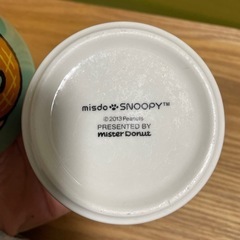 misdo SNOOPY™
© 2013 Peanuts
PRESENTED BY
mister Donut